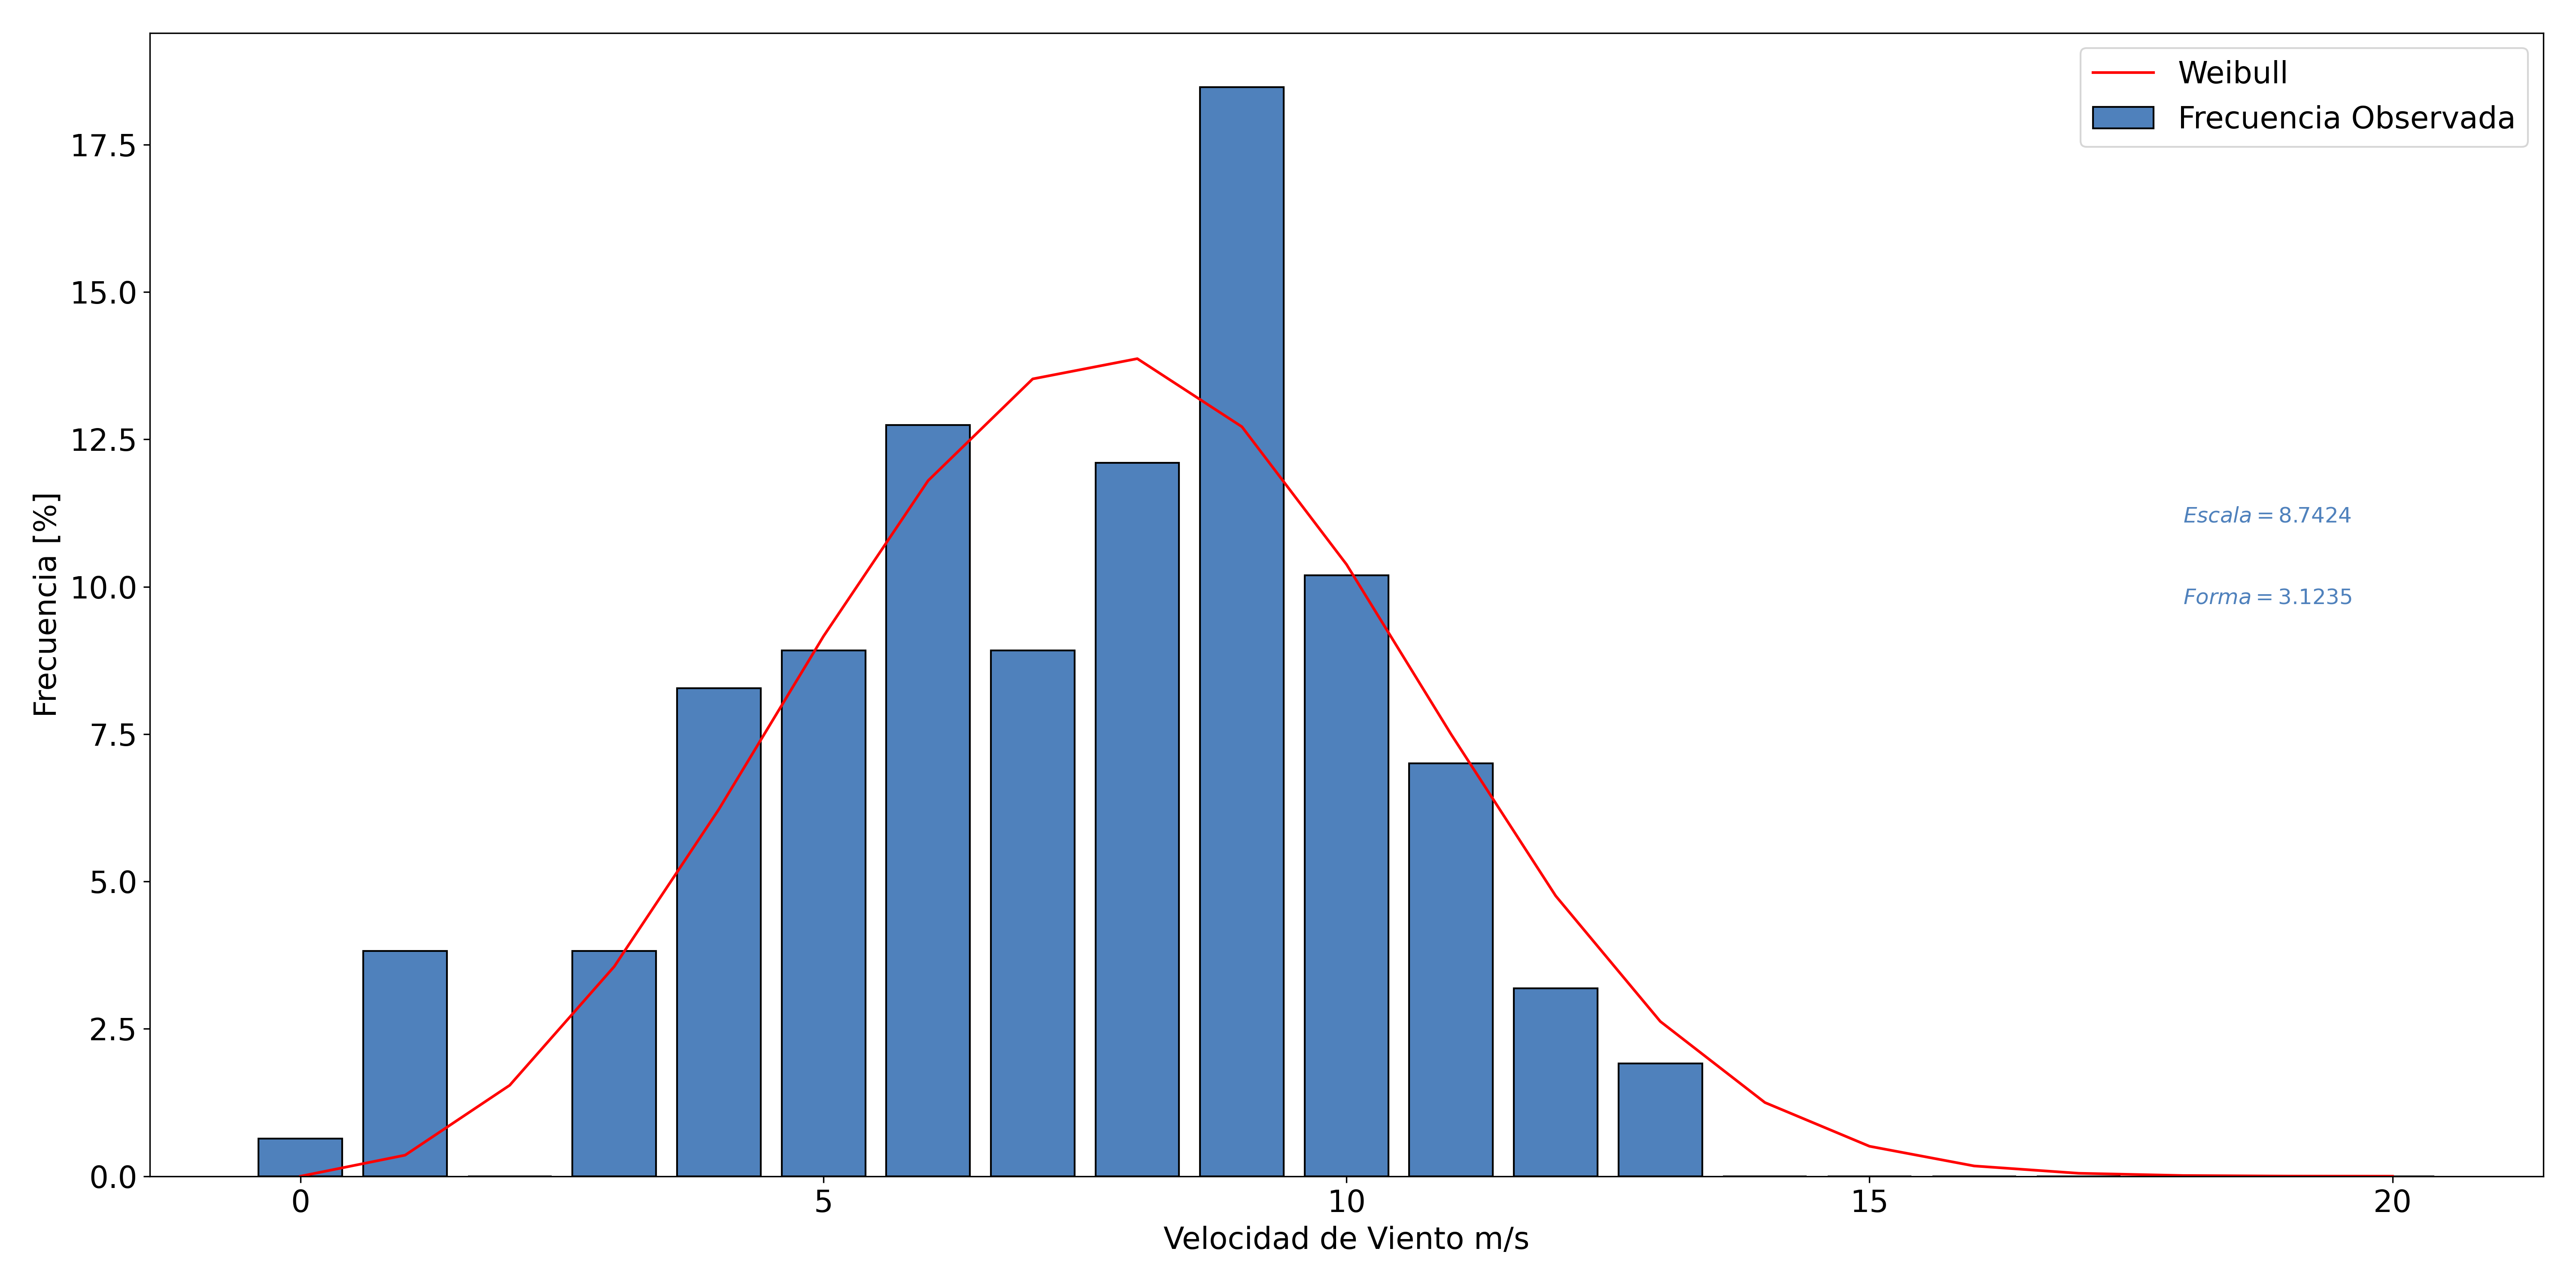 Weibull
Frecuencia Observada
17.5
15.0
12.5
10.0
7.5
5.0
2.5
0.0
Frecuencia [%]
Escala = 8.7424
Forma = 3.1235
0 5 10 15 20
Velocidad de Viento m/s